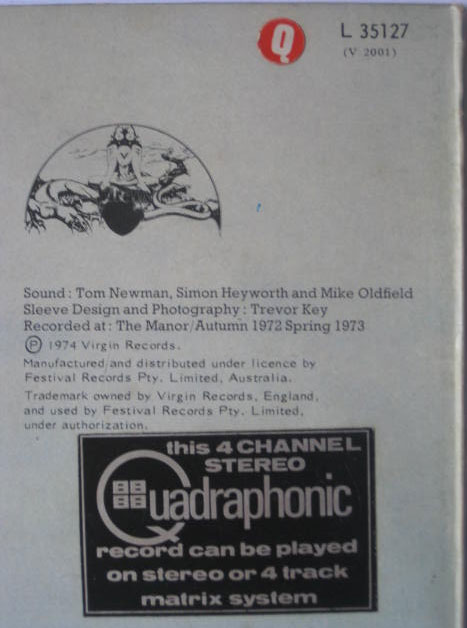 Q
L 35127
(V 2001)
Sound : Tom Newman, Simon Heyworth and Mike Oldfield
Sleeve Design and Photography : Trevor Key
Recorded at : The Manor/Autumn 1972 Spring 1973
Ⓟ 1974 Virgin Records.
Manufactured and distributed under licence by
Festival Records Pty. Limited, Australia.
Trademark owned by Virgin Records, England,
and used by Festival Records Pty. Limited,
under authorization.
this 4 CHANNEL
STEREO
Quadraphonic
record can be played
on stereo or 4 track
matrix system